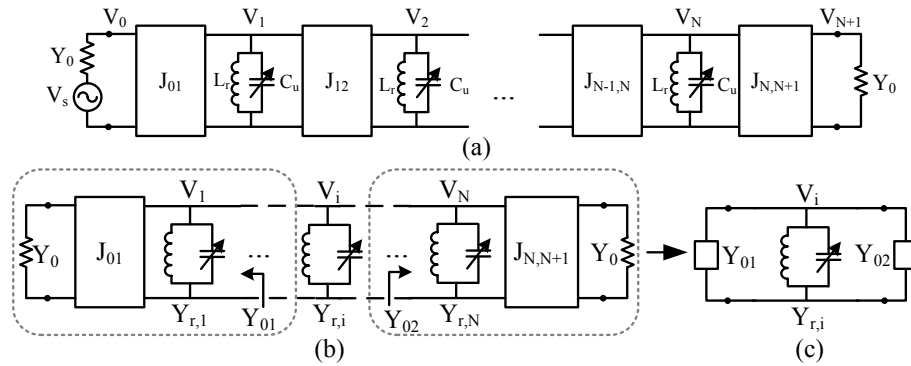 V0 V1 V2 VN VN+1
Y0 Vs J01 Lr Cu J12 Lr Cu ... JN-1,N Lr Cu JN,N+1 Y0
(a)
V1 Vi VN Vi
Y0 J01 ... ... JN,N+1 Y0 Y01 Y02
Yr,1 Y01 Yr,i Y02 Yr,N Yr,i
(b) (c)